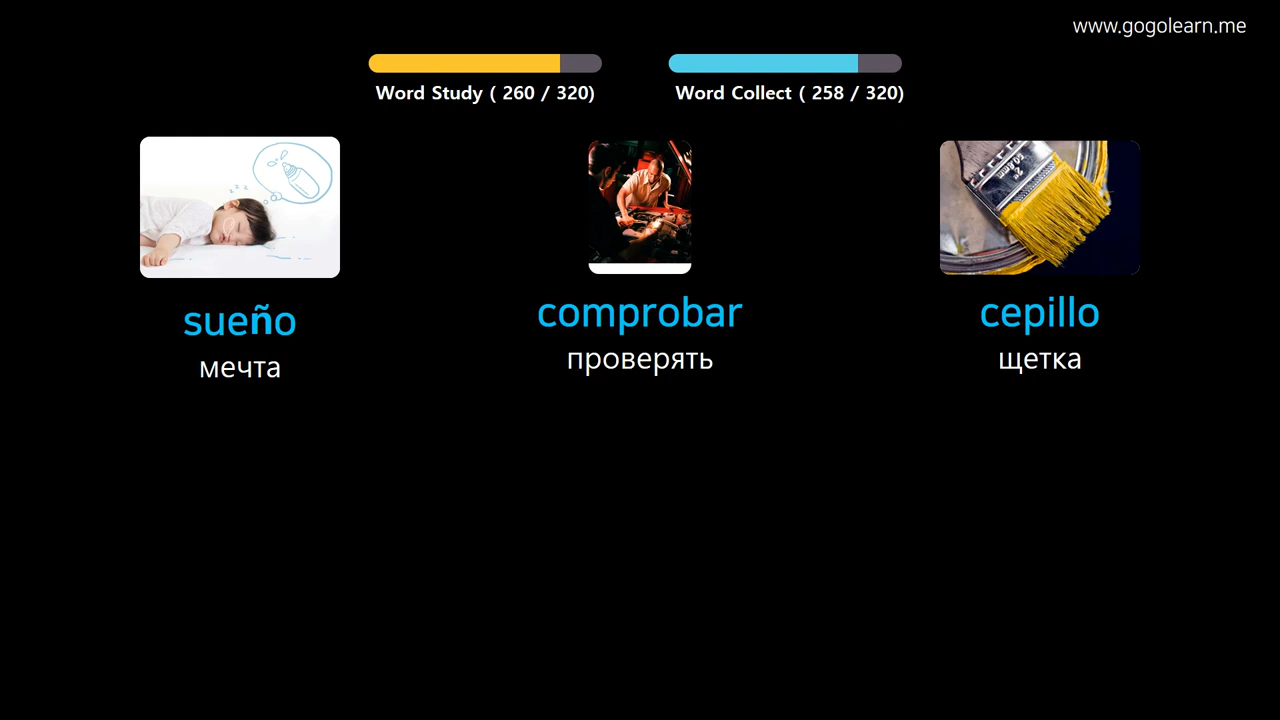 www.gogolearn.me
Word Study ( 260 / 320)
Word Collect ( 258 / 320)
sueño
мечта
comprobar
проверять
cepillo
щетка